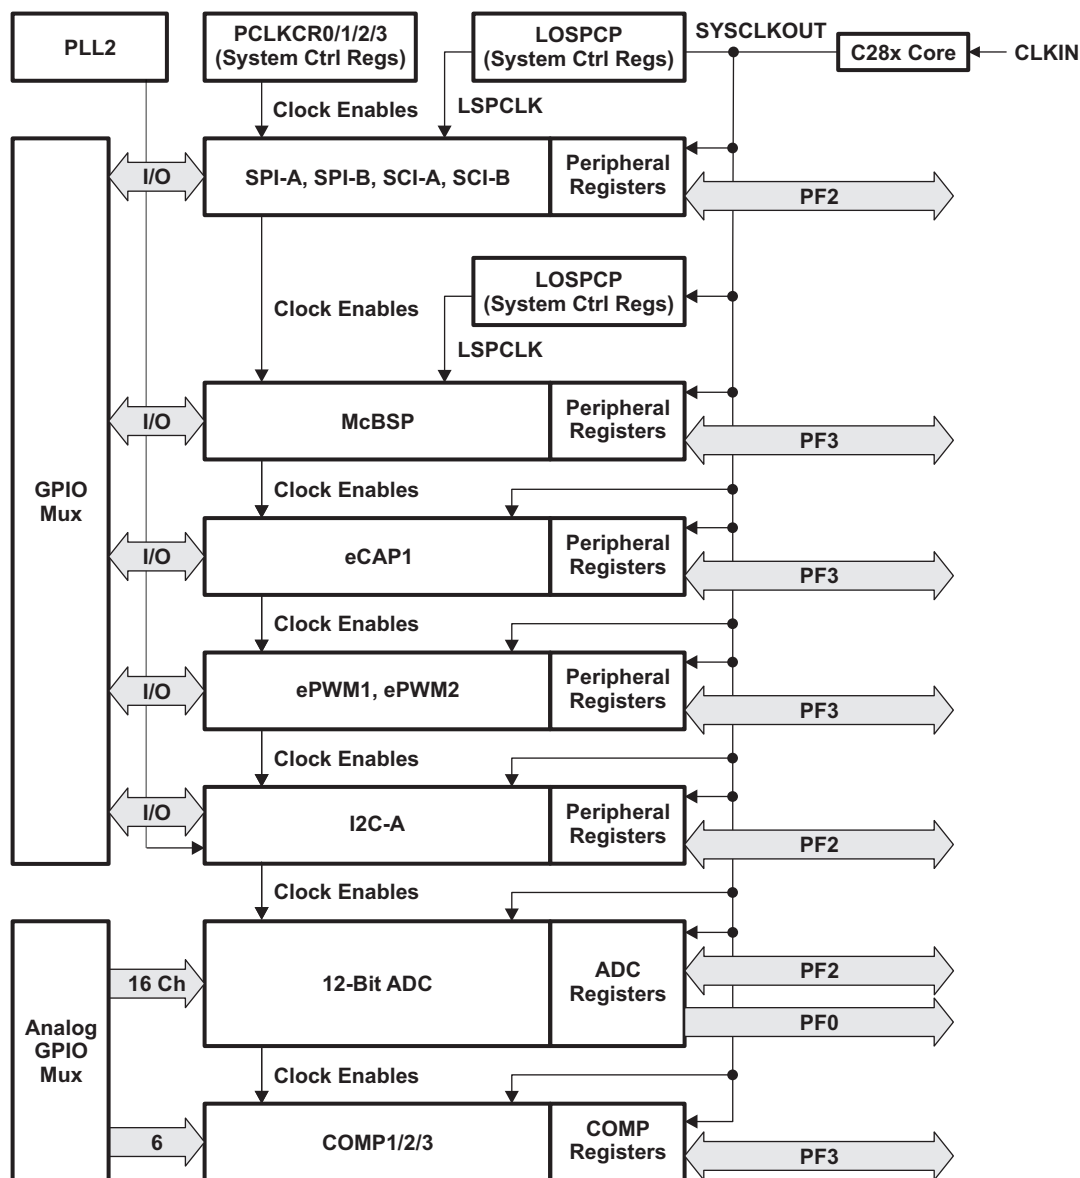 PLL2
PCLKCR0/1/2/3
(System Ctrl Regs)
LOSPCP
(System Ctrl Regs)
SYSCLKOUT
C28x Core
CLKIN
Clock Enables
LSPCLK
I/O
SPI-A, SPI-B, SCI-A, SCI-B
Peripheral
Registers
PF2
LOSPCP
(System Ctrl Regs)
Clock Enables
LSPCLK
I/O
McBSP
Peripheral
Registers
PF3
GPIO
Mux
Clock Enables
I/O
eCAP1
Peripheral
Registers
PF3
Clock Enables
I/O
ePWM1, ePWM2
Peripheral
Registers
PF3
Clock Enables
I/O
I2C-A
Peripheral
Registers
PF2
Clock Enables
16 Ch
12-Bit ADC
ADC
Registers
PF2
PF0
Analog
GPIO
Mux
Clock Enables
6
COMP1/2/3
COMP
Registers
PF3